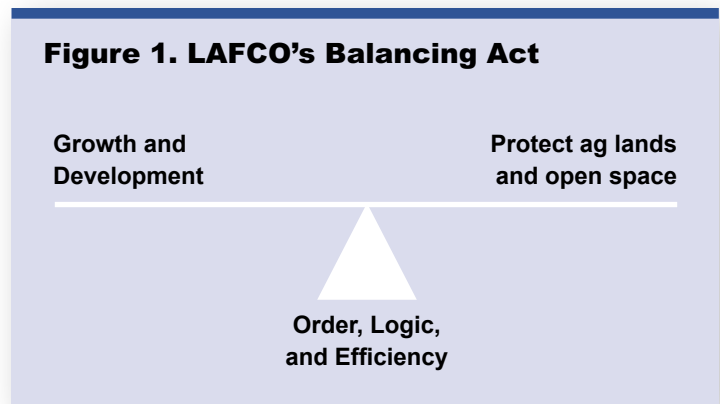 Figure 1. LAFCO’s Balancing Act
Growth and
Development
Protect ag lands
and open space
Order, Logic,
and Efficiency